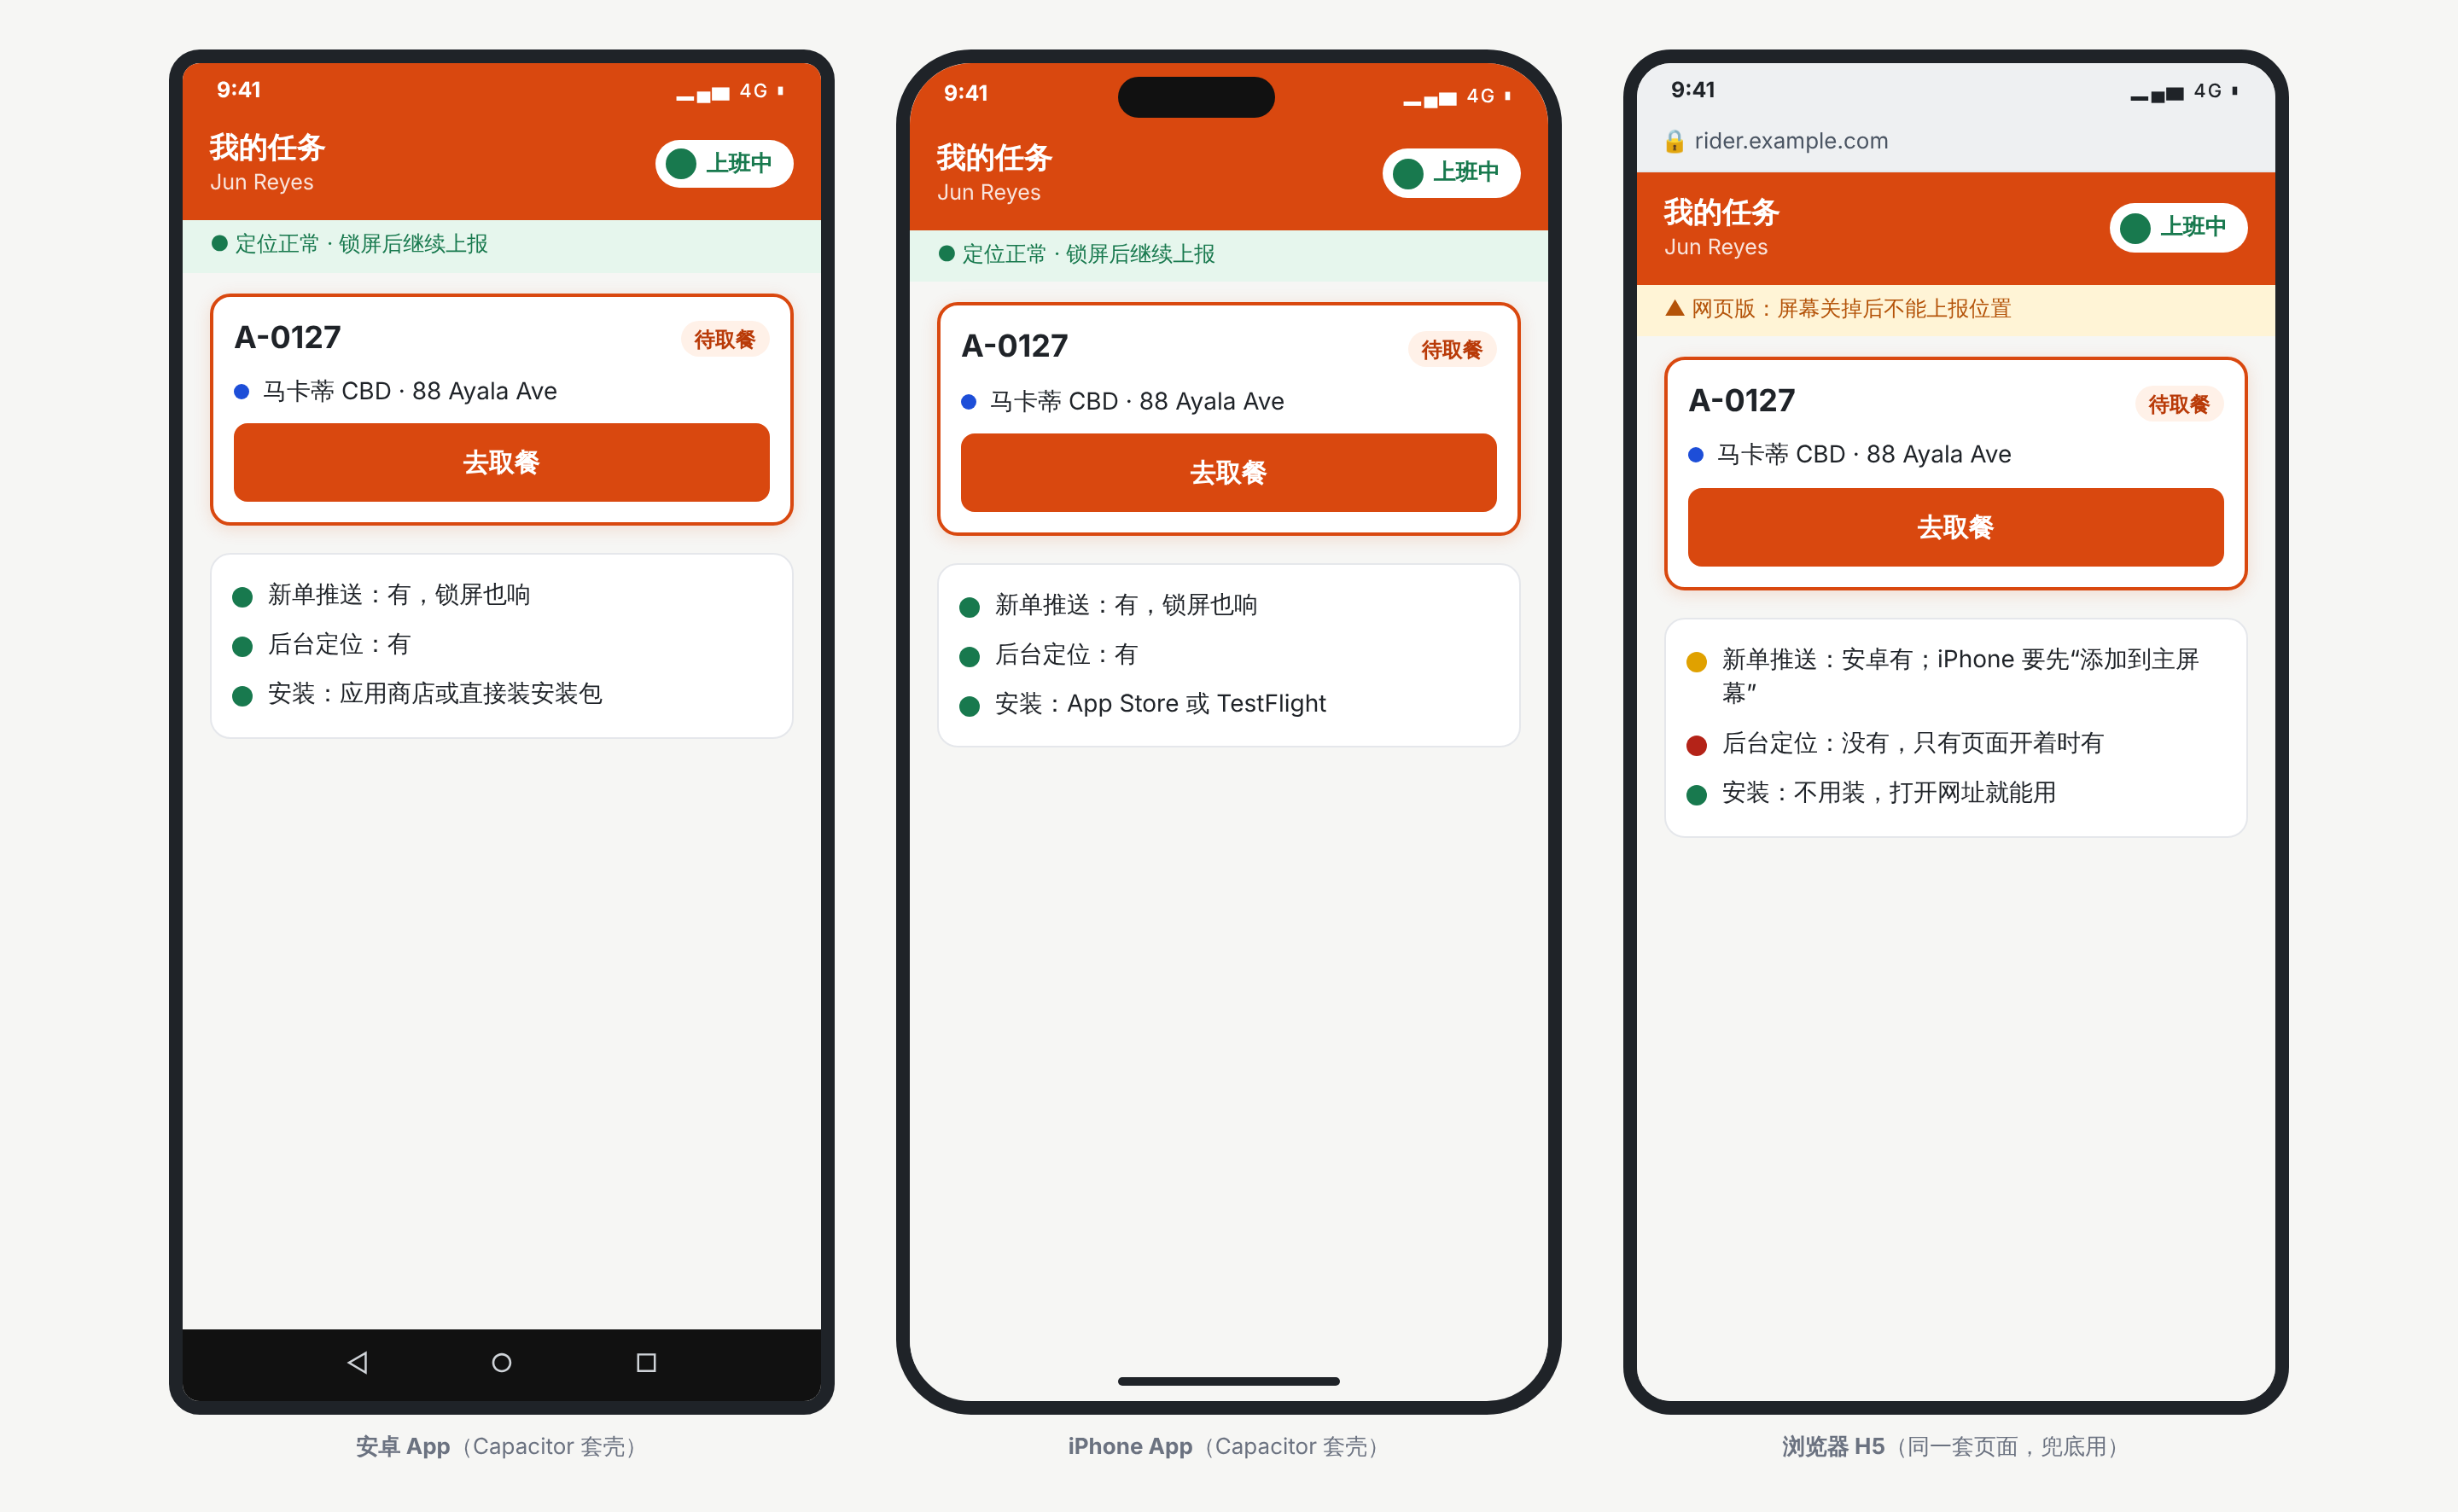 9:41
4G
我的任务
Jun Reyes
上班中
定位正常 · 锁屏后继续上报
A-0127
待取餐
马卡蒂 CBD · 88 Ayala Ave
去取餐
新单推送：有，锁屏也响
后台定位：有
安装：应用商店或直接装安装包
安卓 App（Capacitor 套壳）
9:41
4G
我的任务
Jun Reyes
上班中
定位正常 · 锁屏后继续上报
A-0127
待取餐
马卡蒂 CBD · 88 Ayala Ave
去取餐
新单推送：有，锁屏也响
后台定位：有
安装：App Store 或 TestFlight
iPhone App（Capacitor 套壳）
9:41
4G
rider.example.com
我的任务
Jun Reyes
上班中
网页版：屏幕关掉后不能上报位置
A-0127
待取餐
马卡蒂 CBD · 88 Ayala Ave
去取餐
新单推送：安卓有；iPhone 要先“添加到主屏
幕”
后台定位：没有，只有页面开着时有
安装：不用装，打开网址就能用
浏览器 H5（同一套页面，兜底用）